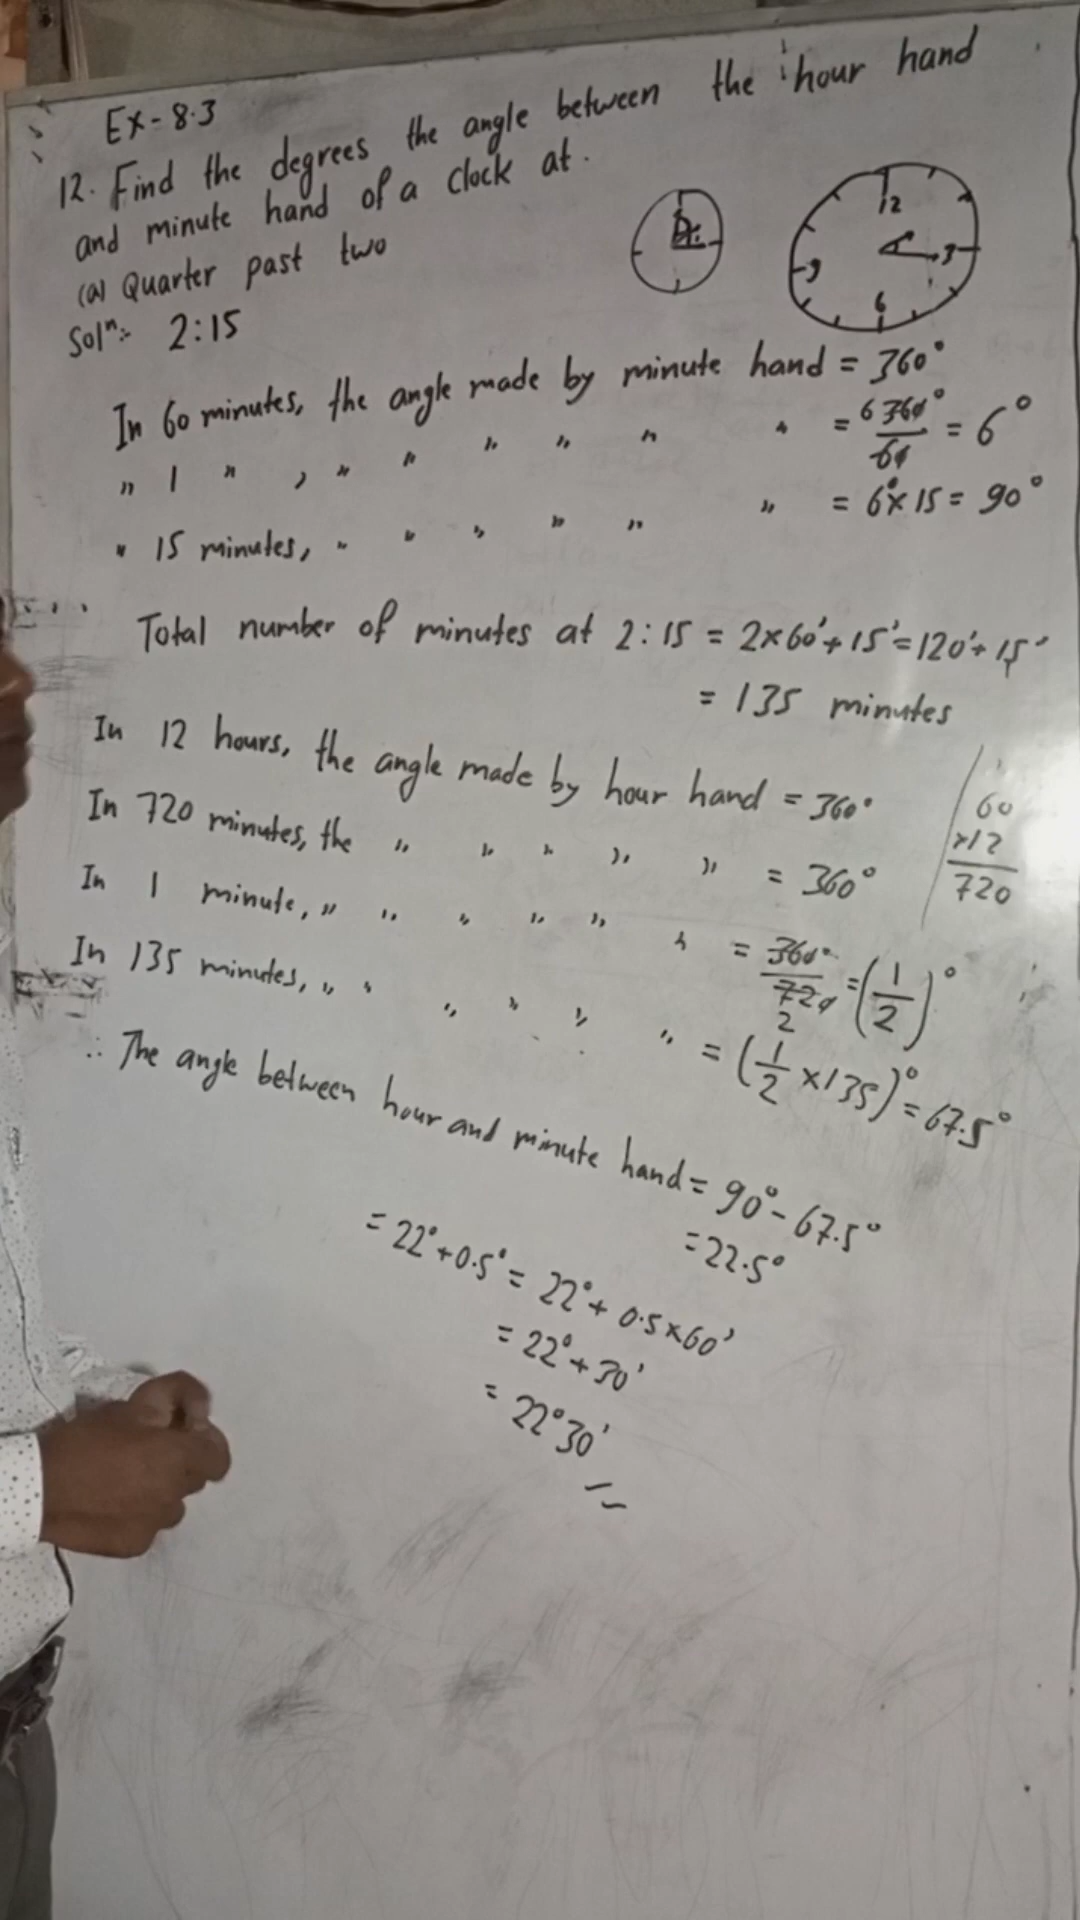 Ex-8.3
12. Find the degrees the angle between the hour hand
and minute hand of a clock at.
(a) Quarter past two
12
3
9
6
Solⁿ:- 2:15
In 60 minutes, the angle made by minute hand = 360°
" 1 " , " " " " " " = 360°/60 = 6°
" 15 minutes, " " " " " " = 6°×15 = 90°
Total number of minutes at 2:15 = 2×60'+15' = 120'+15'
= 135 minutes
In 12 hours, the angle made by hour hand = 360°
In 720 minutes, the " " " " " = 360°
60
×12
720
In 1 minute, " " " " " " = 360°/720 = (1/2)°
In 135 minutes, " " " " " " = (1/2 ×135)° = 67.5°
∴ The angle between hour and minute hand = 90° - 67.5°
= 22.5°
= 22°+0.5° = 22°+ 0.5×60'
= 22°+30'
= 22°30'